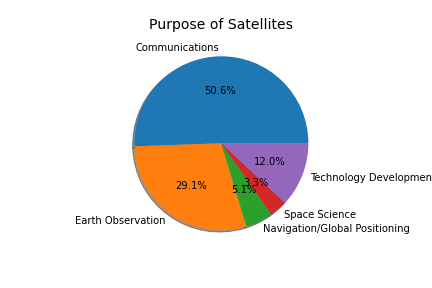 Purpose of Satellites
Communications
50.6%
12.0%
3.3%
29.1%
5.1%
Technology Developmen
Space Science
Earth Observation
Navigation/Global Positioning